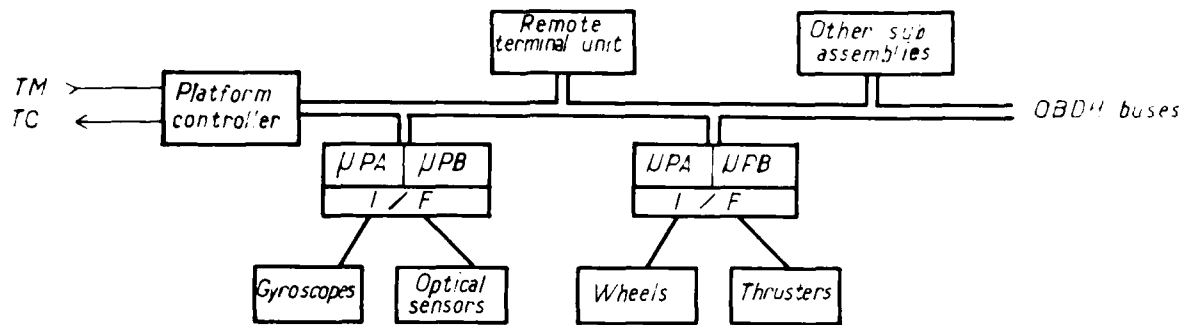 Remote
terminal unit
Other sub
assemblies
TM
TC
Platform
controller
OBDH buses
μPA μPB
I / F
μPA μPB
I / F
Gyroscopes
Optical
sensors
Wheels
Thrusters